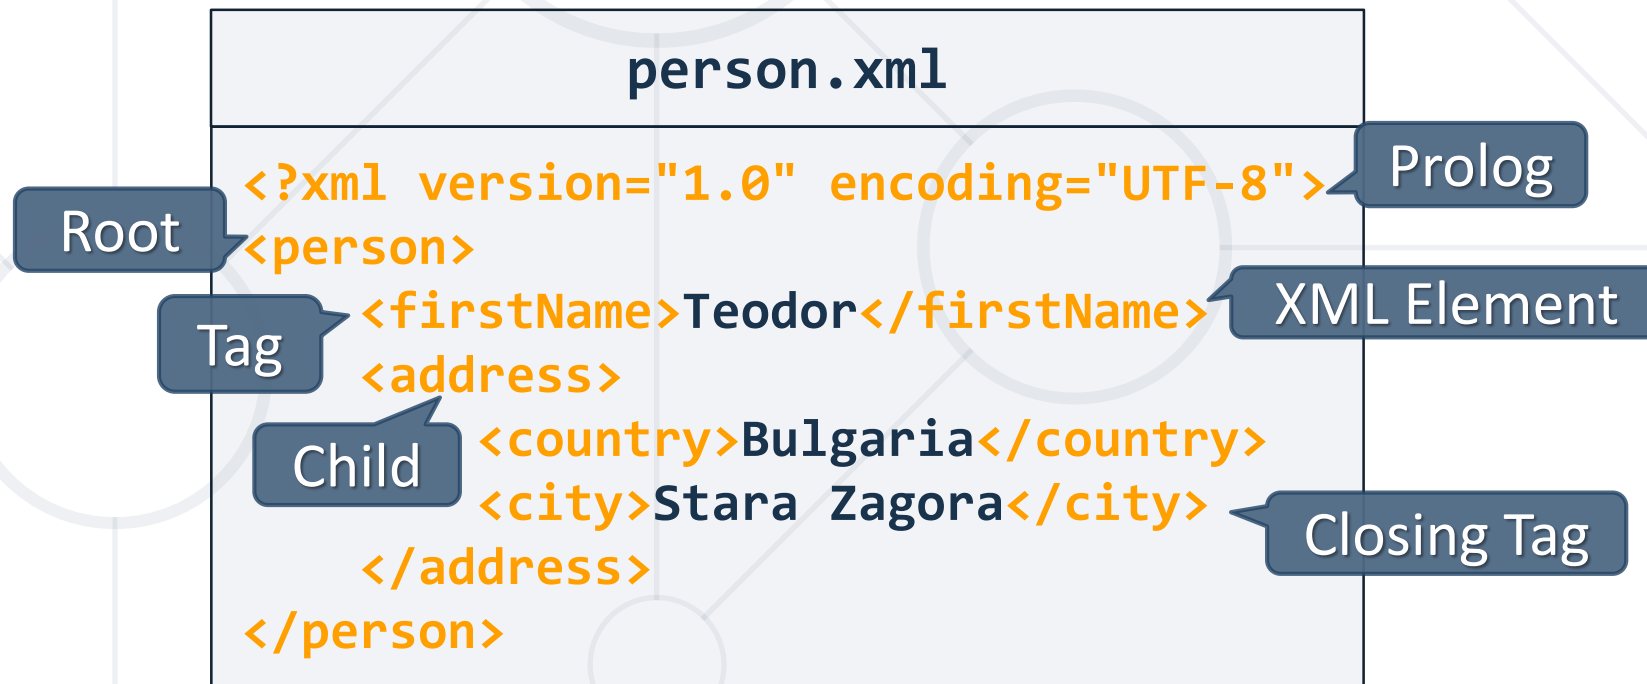 person.xml
<?xml version="1.0" encoding="UTF-8">
Prolog
Root
<person>
<firstName>Teodor</firstName>
XML Element
Tag
<address>
Child
<country>Bulgaria</country>
<city>Stara Zagora</city>
Closing Tag
</address>
</person>